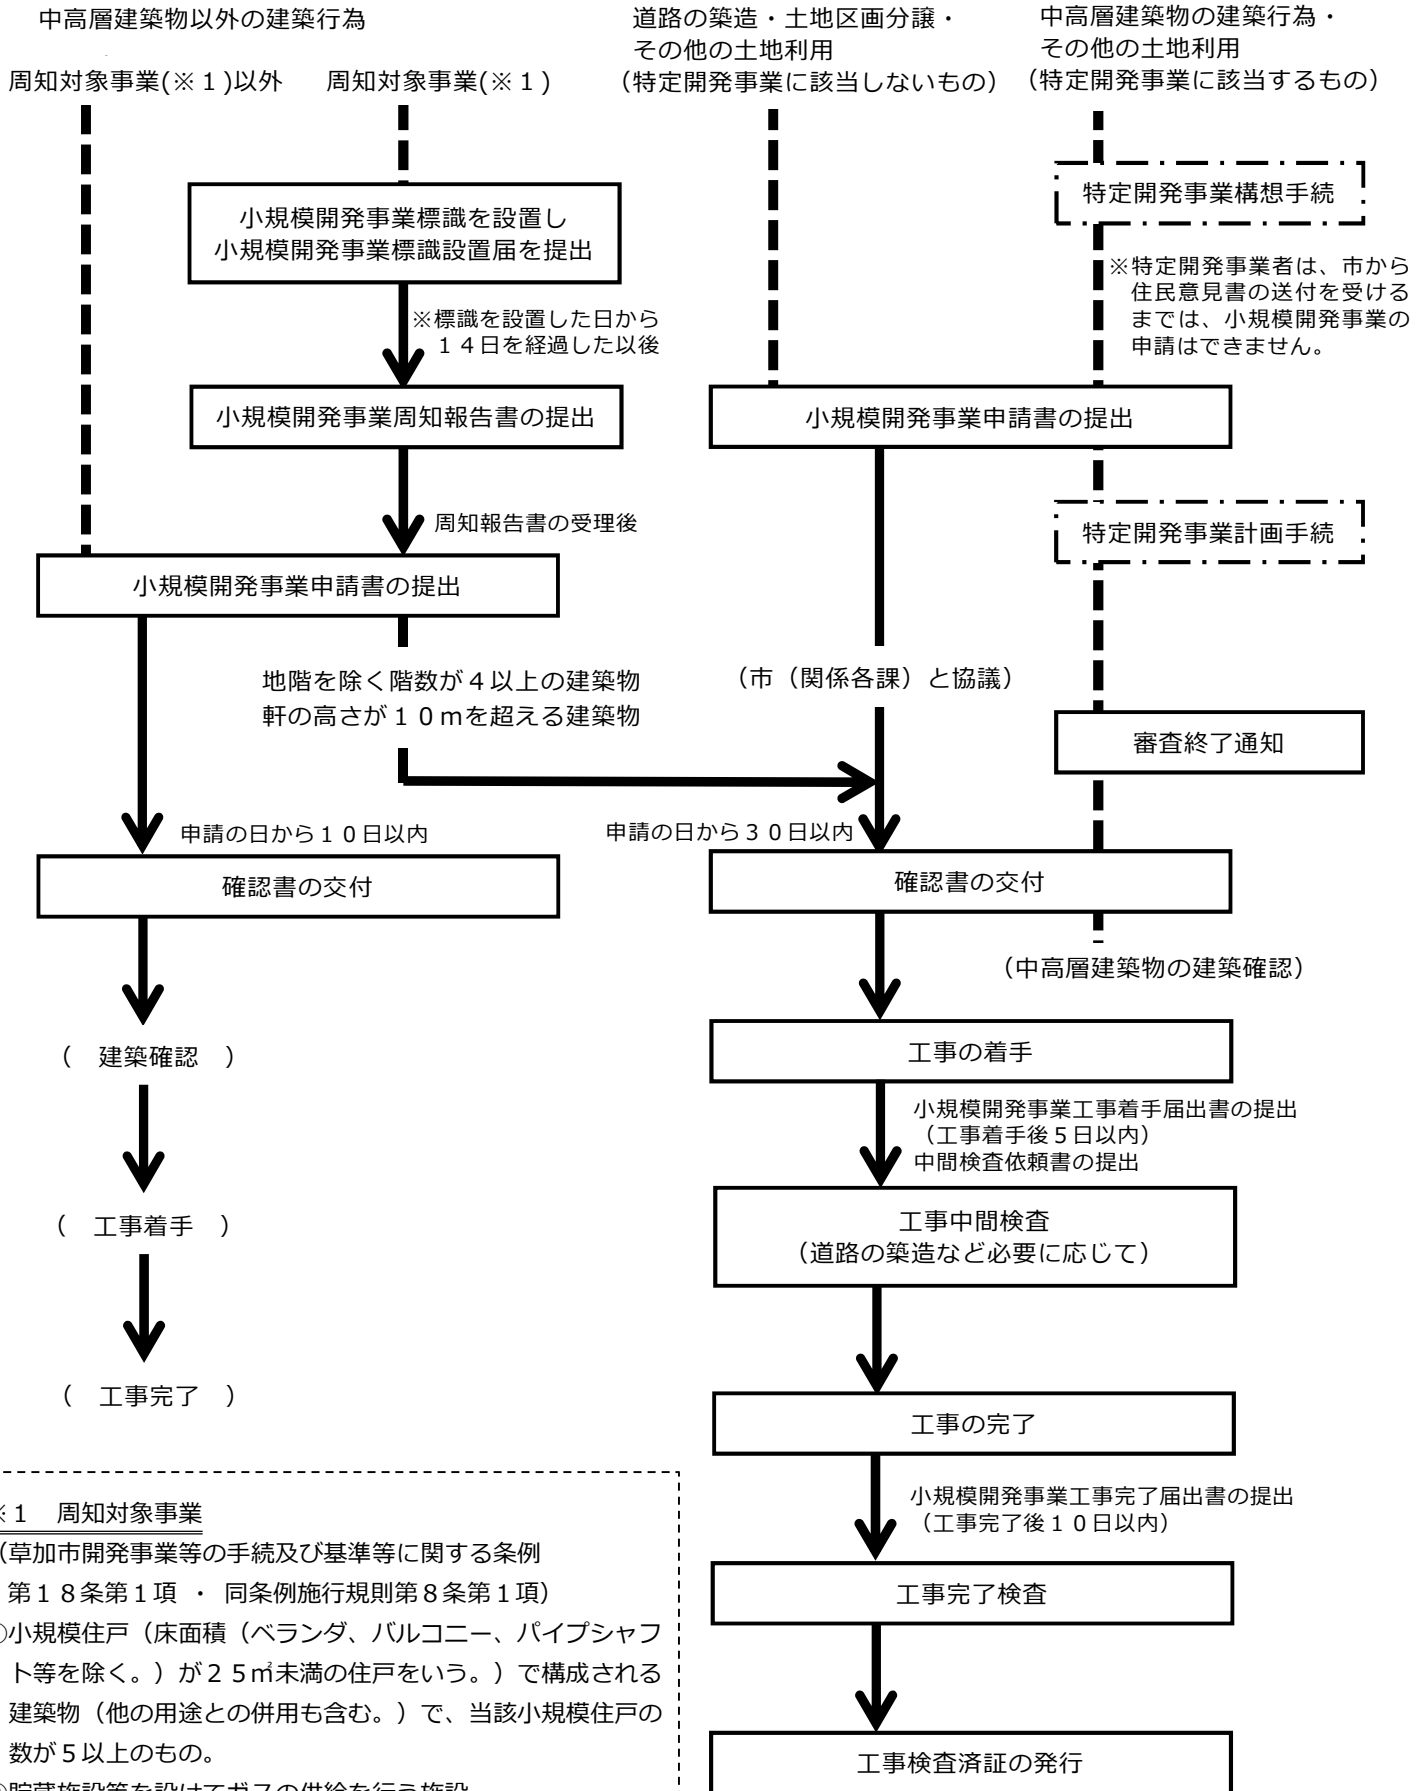 中高層建築物以外の建築行為
周知対象事業(※１)以外
周知対象事業(※１)
道路の築造・土地区画分譲・
その他の土地利用
（特定開発事業に該当しないもの）
中高層建築物の建築行為・
その他の土地利用
（特定開発事業に該当するもの）
小規模開発事業標識を設置し
小規模開発事業標識設置届を提出
特定開発事業構想手続
※特定開発事業者は、市から
住民意見書の送付を受ける
までは、小規模開発事業の
申請はできません。
※標識を設置した日から
１４日を経過した以後
小規模開発事業周知報告書の提出
小規模開発事業申請書の提出
周知報告書の受理後
特定開発事業計画手続
小規模開発事業申請書の提出
地階を除く階数が４以上の建築物
軒の高さが１０ｍを超える建築物
（市（関係各課）と協議）
審査終了通知
申請の日から１０日以内
申請の日から３０日以内
確認書の交付
確認書の交付
（中高層建築物の建築確認）
（　建築確認　）
工事の着手
小規模開発事業工事着手届出書の提出
（工事着手後５日以内）
中間検査依頼書の提出
（　工事着手　）
工事中間検査
（道路の築造など必要に応じて）
（　工事完了　）
工事の完了
小規模開発事業工事完了届出書の提出
（工事完了後１０日以内）
工事完了検査
工事検査済証の発行
※１　周知対象事業
（草加市開発事業等の手続及び基準等に関する条例
第１８条第１項 ・ 同条例施行規則第８条第１項）
小規模住戸（床面積（ベランダ、バルコニー、パイプシャフ
ト等を除く。）が２５㎡未満の住戸をいう。）で構成される
建築物（他の用途との併用も含む。）で、当該小規模住戸の
数が５以上のもの。
貯蔵施設等を設けてガスの供給を行う施設